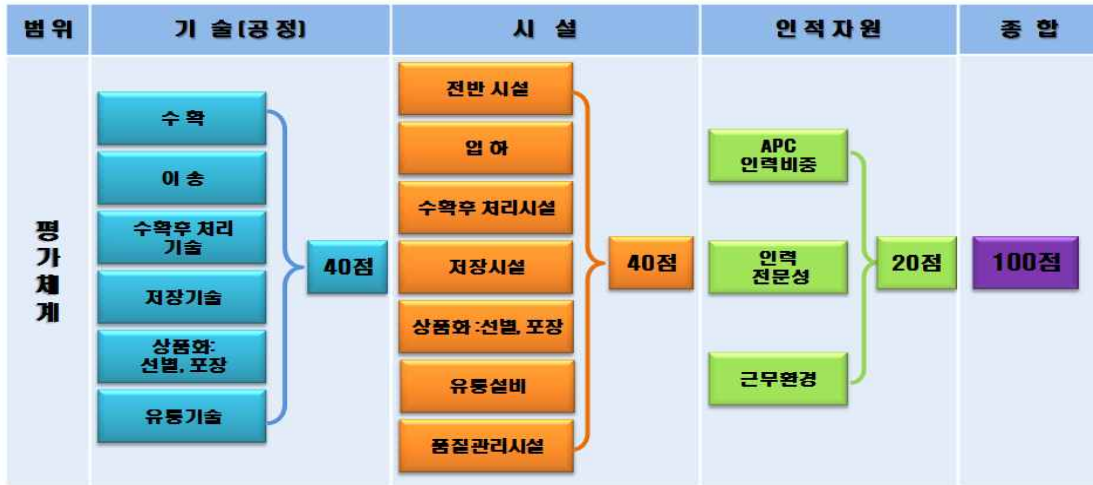 범 위
기 술(공정)
시 설
인적자원
종 합
평
가
체
계
수 확
이 송
수확후 처리
기술
저장기술
상품화:
선별, 포장
유통기술
40점
전반 시설
입 하
수확후 처리시설
저장시설
상품화 :선별, 포장
유통설비
품질관리시설
40점
APC
인력비중
인력
전문성
근무환경
20점
100점